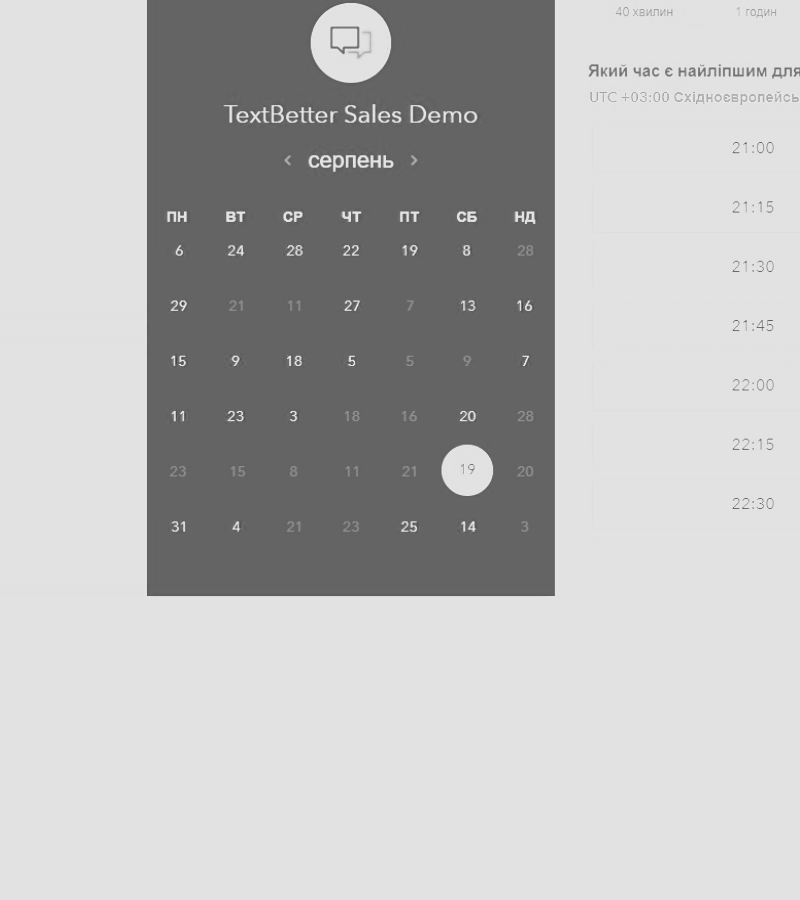 40 хвилин 1 годин
TextBetter Sales Demo
серпень
ПН ВТ СР ЧТ ПТ СБ НД
6 24 28 22 19 8 28
29 21 11 27 7 13 16
15 9 18 5 5 9 7
11 23 3 18 16 20 28
23 15 8 11 21 19 20
31 4 21 23 25 14 3
Який час є найліпшим для
UTC +03:00 Східноєвропейсь
21:00
21:15
21:30
21:45
22:00
22:15
22:30